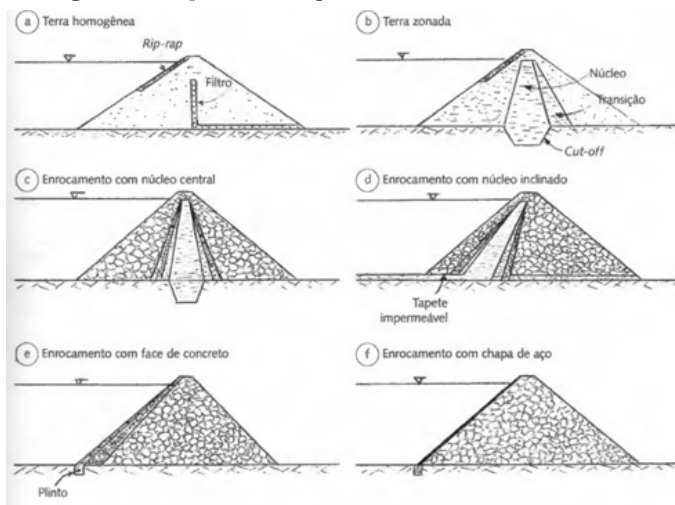 a Terra homogênea
Rip-rap
Filtro
b Terra zonada
Núcleo
Transição
Cut-off
c Enrocamento com núcleo central
d Enrocamento com núcleo inclinado
Tapete
impermeável
e Enrocamento com face de concreto
Plinto
f Enrocamento com chapa de aço